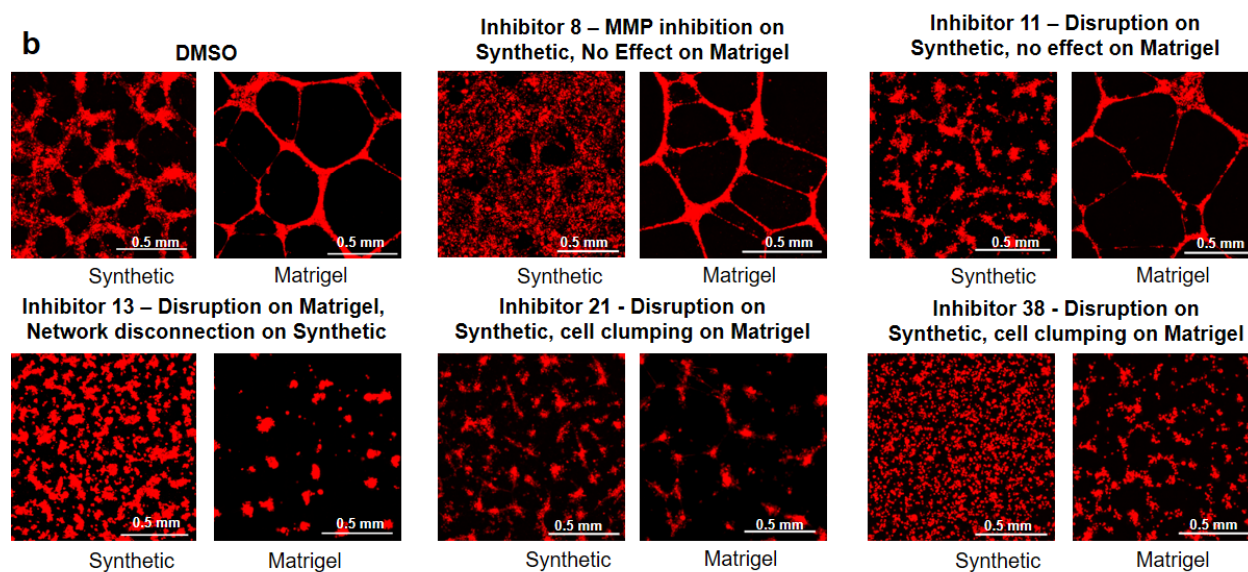 b
DMSO
Inhibitor 8 – MMP inhibition on
Synthetic, No Effect on Matrigel
Inhibitor 11 – Disruption on
Synthetic, no effect on Matrigel
0.5 mm
0.5 mm
0.5 mm
0.5 mm
0.5 mm
0.5 mm
Synthetic
Matrigel
Synthetic
Matrigel
Synthetic
Matrigel
Inhibitor 13 – Disruption on Matrigel,
Network disconnection on Synthetic
Inhibitor 21 - Disruption on
Synthetic, cell clumping on Matrigel
Inhibitor 38 - Disruption on
Synthetic, cell clumping on Matrigel
0.5 mm
0.5 mm
0.5 mm
0.5 mm
0.5 mm
0.5 mm
Synthetic
Matrigel
Synthetic
Matrigel
Synthetic
Matrigel